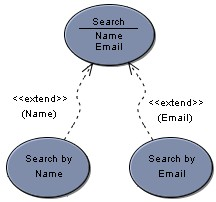 Search
Name
Email
<<extend>>
(Name)
<<extend>>
(Email)
Search by
Name
Search by
Email